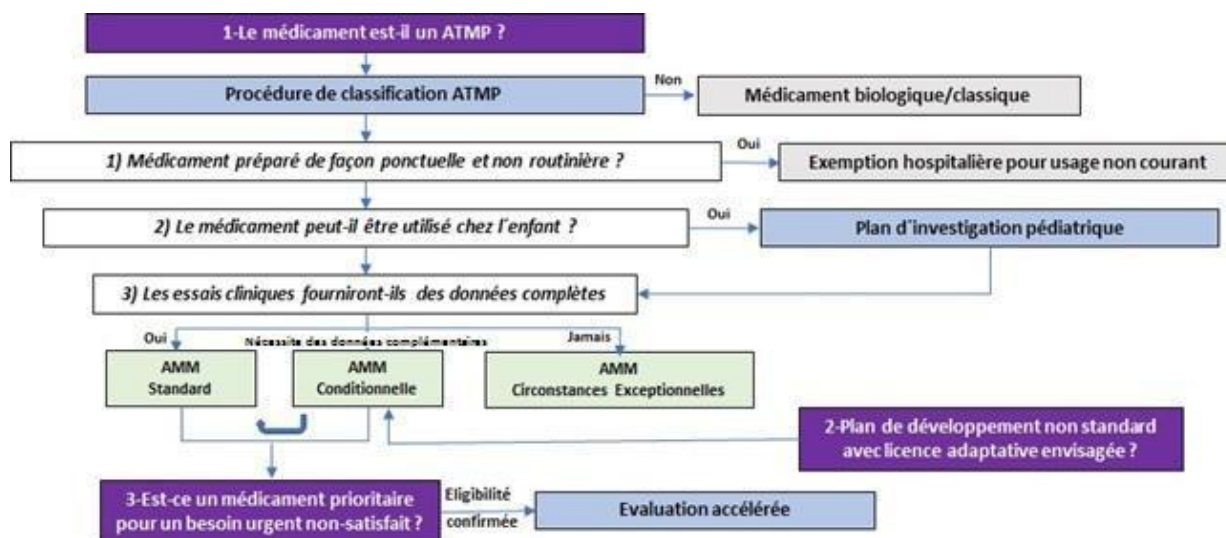 1-Le médicament est-il un ATMP ?
Procédure de classification ATMP
Non
Médicament biologique/classique
1) Médicament préparé de façon ponctuelle et non routinière ?
Oui
Exemption hospitalière pour usage non courant
2) Le médicament peut-il être utilisé chez l´enfant ?
Oui
Plan d´investigation pédiatrique
3) Les essais cliniques fourniront-ils des données complètes
Oui
Nécessite des données complémentaires
Jamais
AMM
Standard
AMM
Conditionnelle
AMM
Circonstances Exceptionnelles
2-Plan de développement non standard
avec licence adaptative envisagée ?
3-Est-ce un médicament prioritaire
pour un besoin urgent non-satisfait ?
Eligibilité
confirmée
Evaluation accélérée